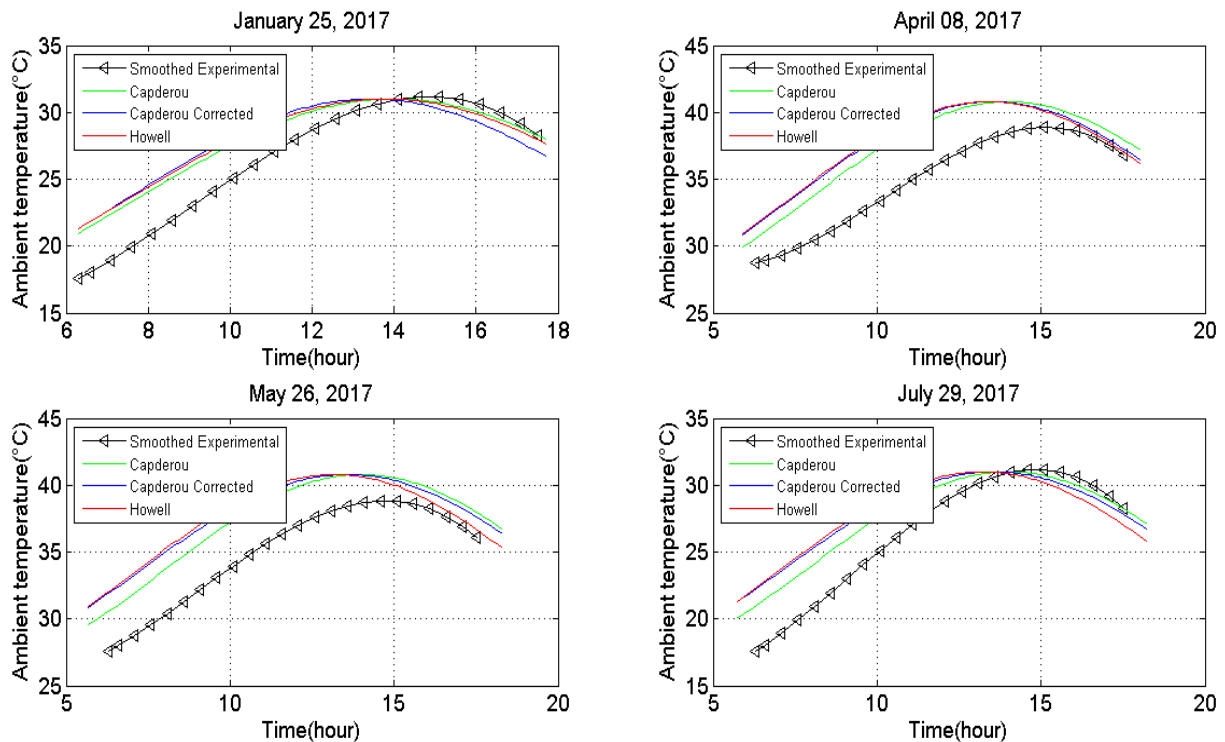 January 25, 2017
Ambient temperature(°C)
35
30
25
20
15
Smoothed Experimental
Capderou
Capderou Corrected
Howell
6 8 10 12 14 16 18
Time(hour)
April 08, 2017
Ambient temperature(°C)
45
40
35
30
25
Smoothed Experimental
Capderou
Capderou Corrected
Howell
5 10 15 20
Time(hour)
May 26, 2017
Ambient temperature(°C)
45
40
35
30
25
Smoothed Experimental
Capderou
Capderou Corrected
Howell
5 10 15 20
Time(hour)
July 29, 2017
Ambient temperature(°C)
35
30
25
20
15
Smoothed Experimental
Capderou
Capderou Corrected
Howell
5 10 15 20
Time(hour)